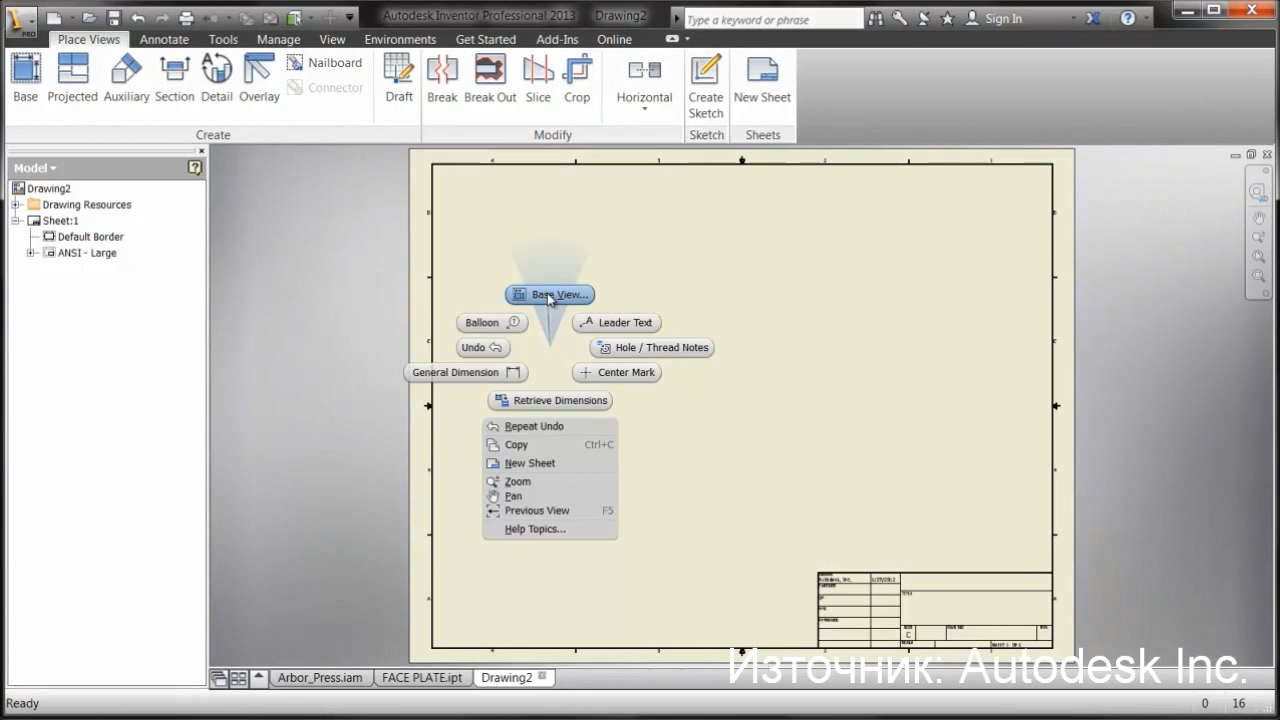 PRO
Autodesk Inventor Professional 2013 Drawing2
Type a keyword or phrase
Sign In
Place Views Annotate Tools Manage View Environments Get Started Add-Ins Online
Base Projected Auxiliary Section Detail Overlay
Nailboard
Connector
Draft
Break Break Out Slice Crop
Horizontal
Create Sketch
New Sheet
Create Modify Sketch Sheets
Model
Drawing2
Drawing Resources
Sheet:1
Default Border
ANSI - Large
Base View...
Balloon
Leader Text
Undo
Hole / Thread Notes
General Dimension
Center Mark
Retrieve Dimensions
Repeat Undo
Copy Ctrl+C
New Sheet
Zoom
Pan
Previous View F5
Help Topics...
C
Източник: Autodesk Inc.
Arbor_Press.iam FACE PLATE.ipt Drawing2
Ready 0 16